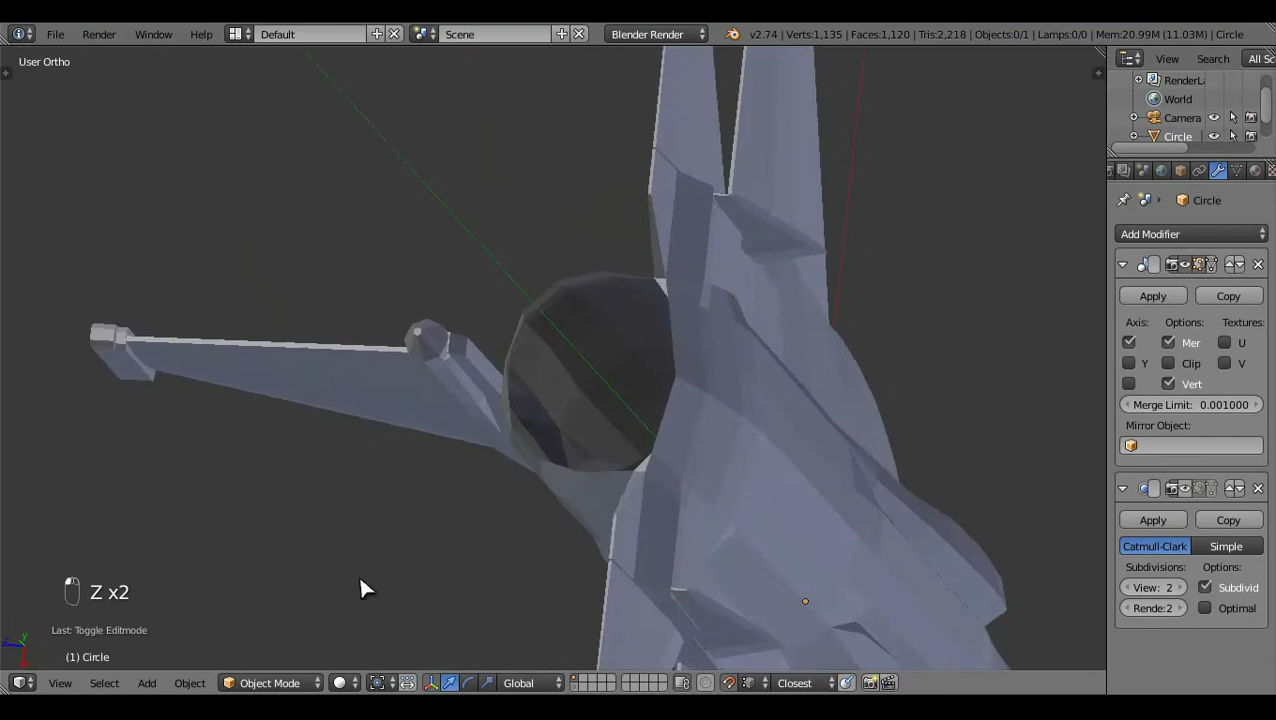 File Render Window Help Default Scene Blender Render v2.74 | Verts:1,135 | Faces:1,120 | Tris:2,218 | Objects:0/1 | Lamps:0/0 | Mem:20.99M (11.03M) | Circle
User Ortho
View Search All Sc
RenderLa
World
Camera
Circle
Circle
Add Modifier
Apply Copy
Axis: Options: Textures:
Mer U
Y Clip V
Vert
Merge Limit: 0.001000
Mirror Object:
Apply Copy
Catmull-Clark Simple
Subdivisions: Options:
View: 2 Subdivid
Rende:2 Optimal
Z x2
Last: Toggle Editmode
(1) Circle
View Select Add Object Object Mode Global Closest